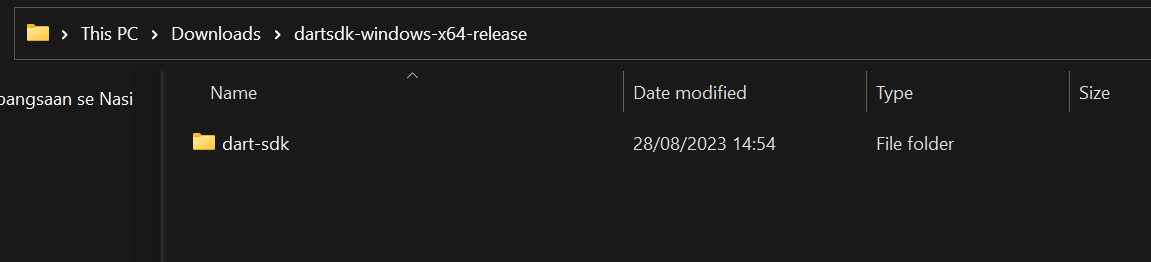 This PC > Downloads > dartsdk-windows-x64-release
Name Date modified Type Size
pangsaan se Nasi
dart-sdk 28/08/2023 14:54 File folder